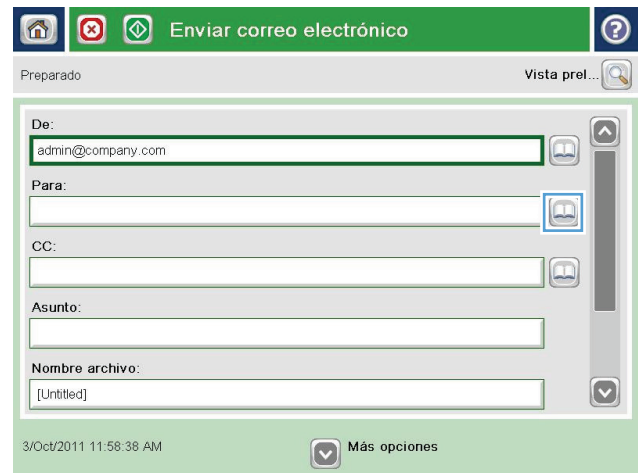 Enviar correo electrónico
Preparado
Vista prel...
De:
admin@company.com
Para:
CC:
Asunto:
Nombre archivo:
[Untitled]
3/Oct/2011 11:58:38 AM
Más opciones